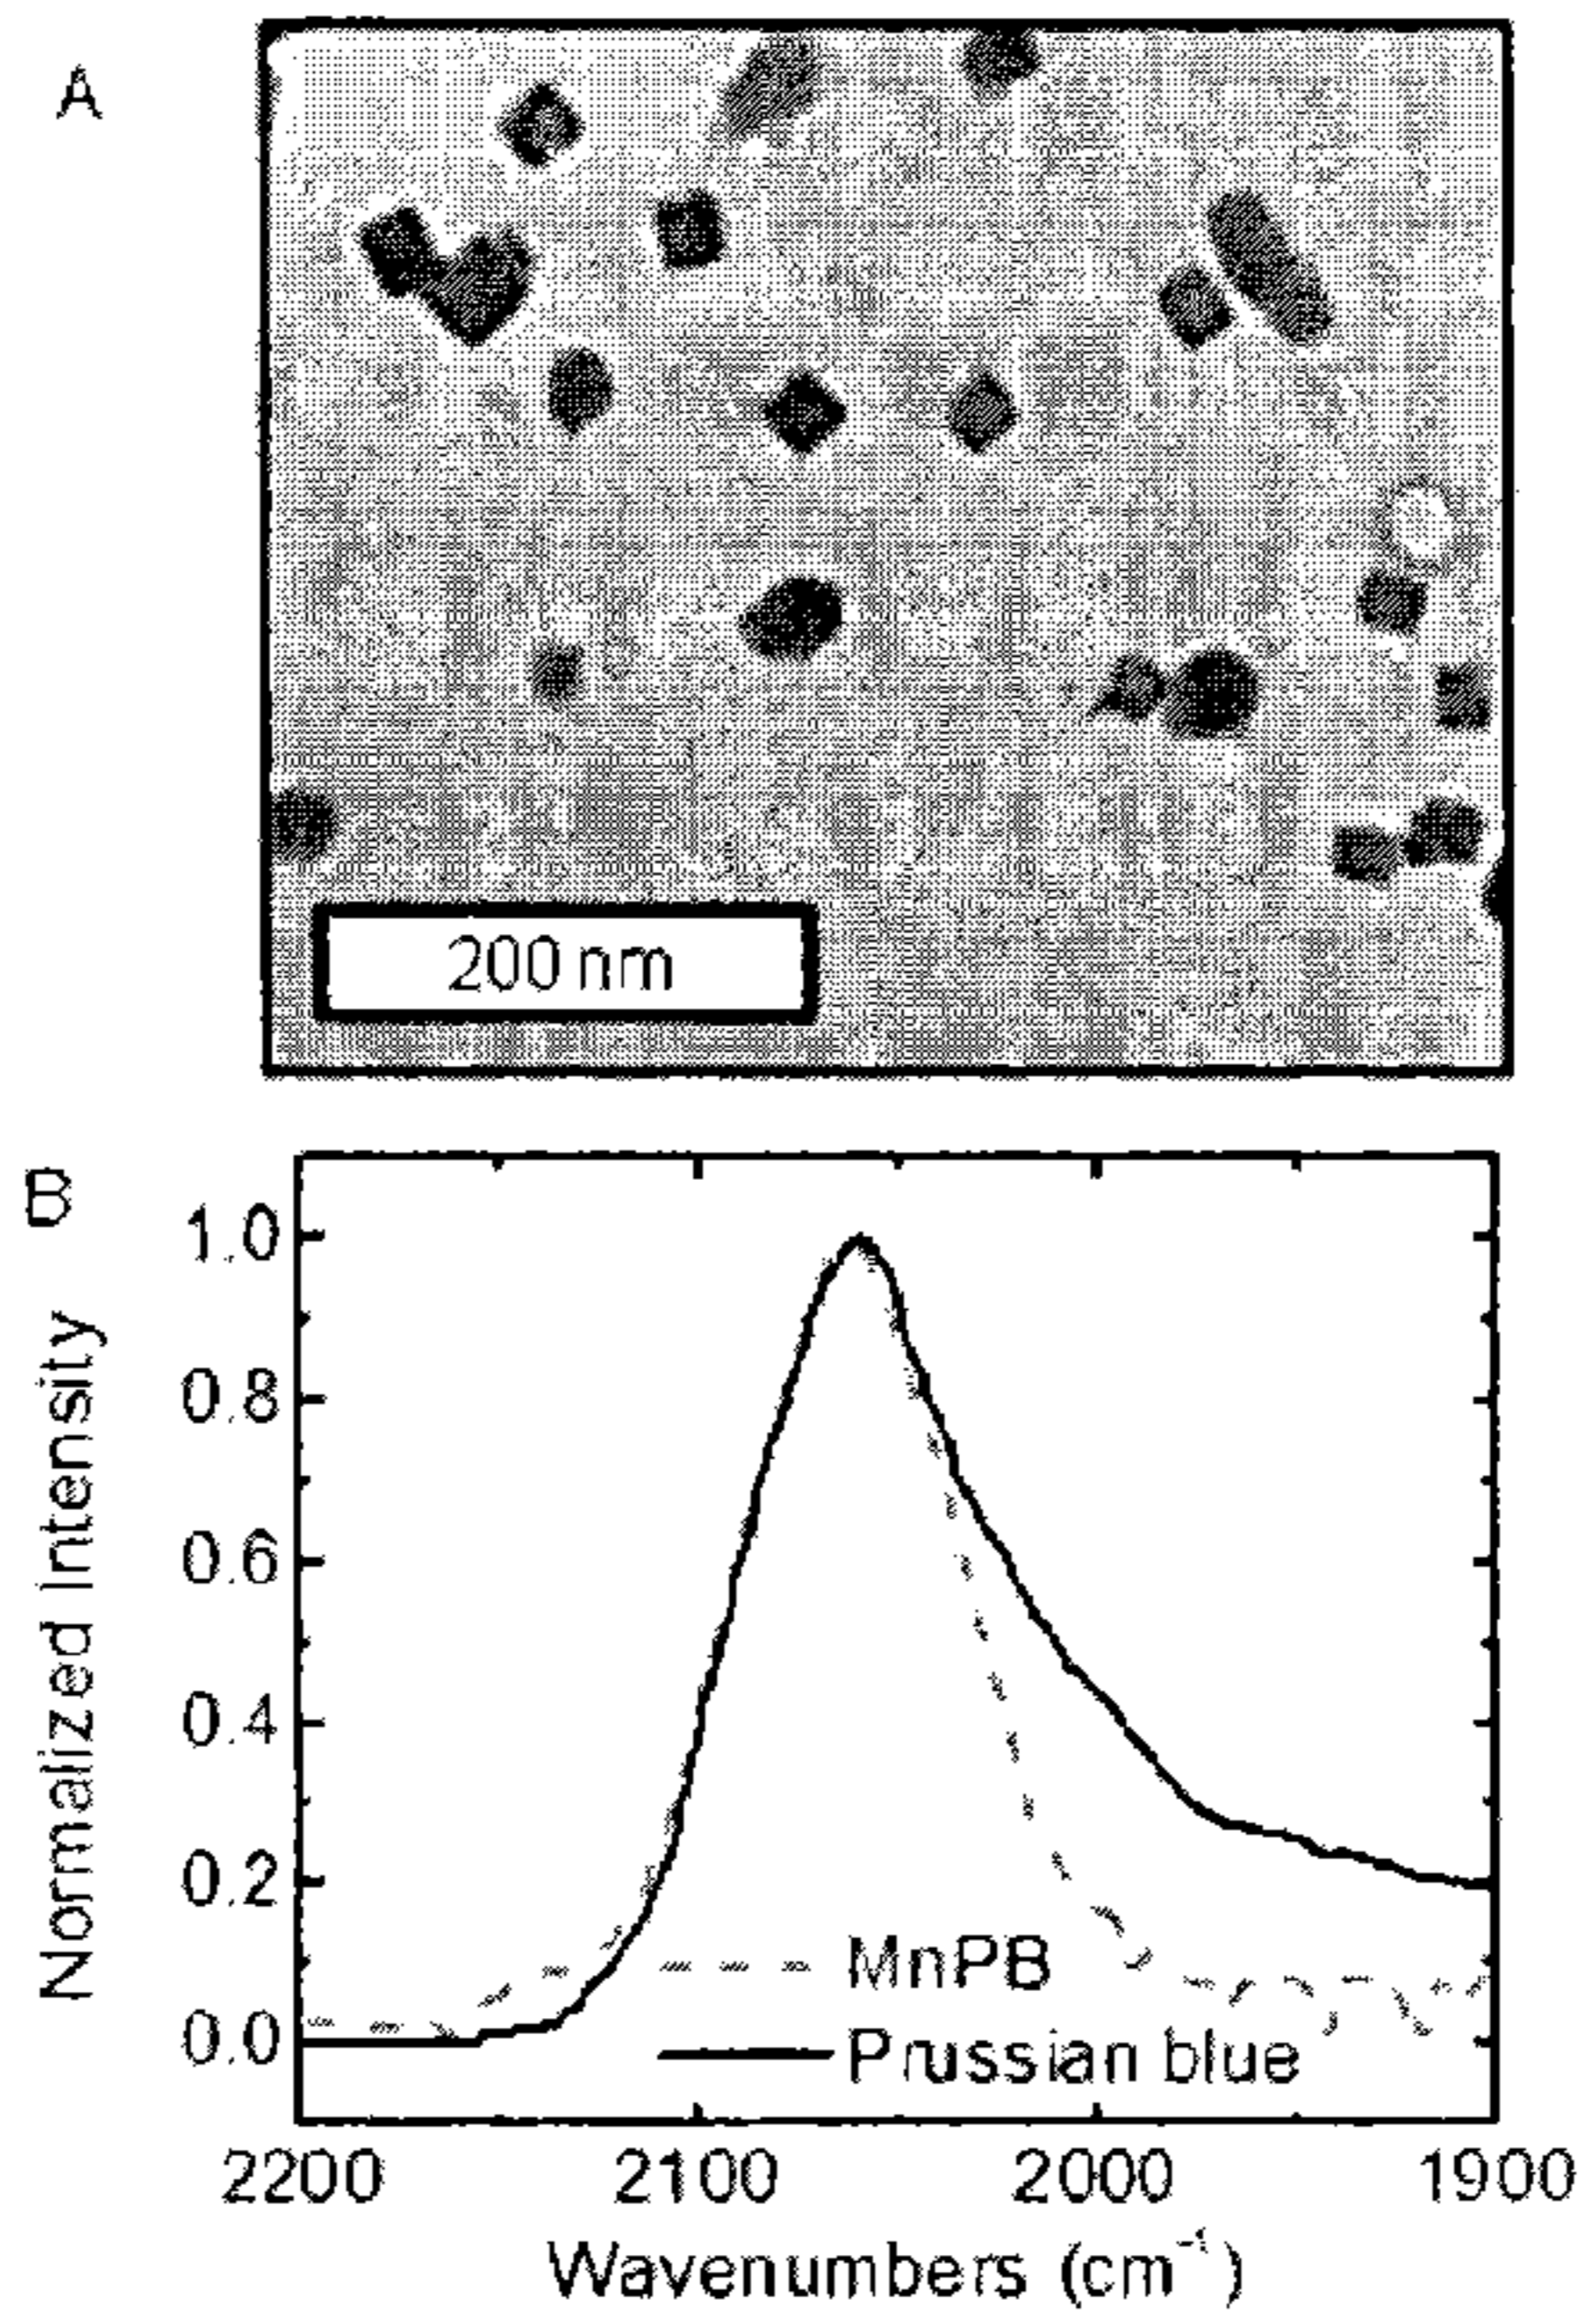 A
200 nm
B
Normalized Intensity
1.0
0.8
0.6
0.4
0.2
0.0
MnPB
Prussian blue
2200 2100 2000 1900
Wavenumbers (cm⁻¹)